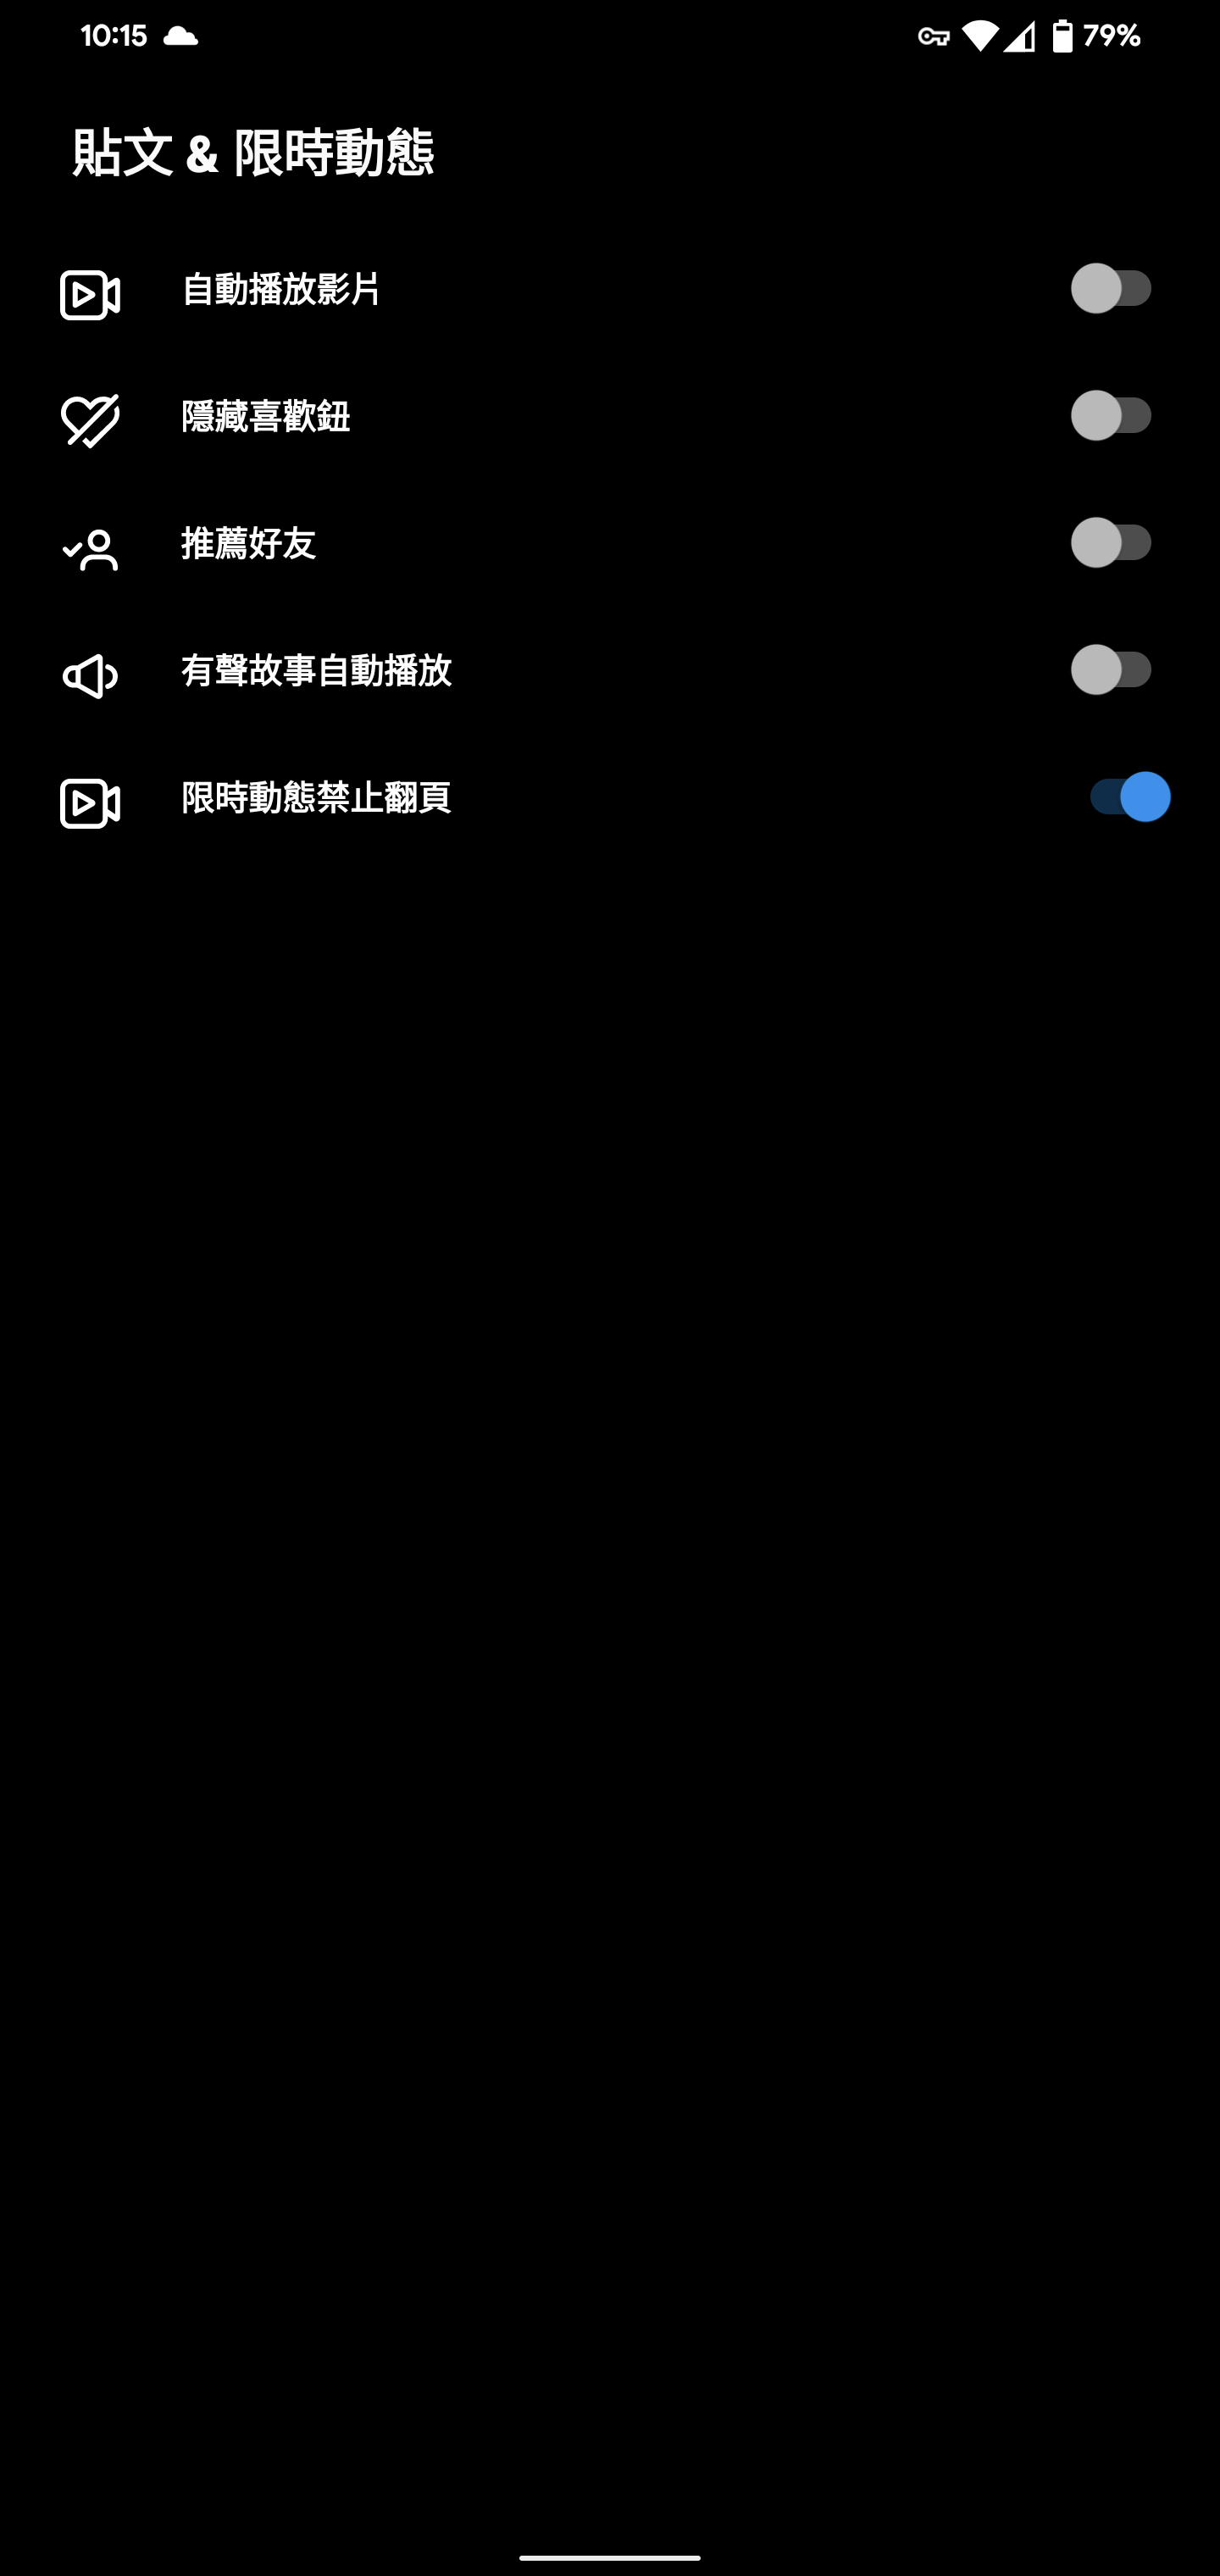 10:15
79%
貼文 & 限時動態
自動播放影片
隱藏喜歡鈕
推薦好友
有聲故事自動播放
限時動態禁止翻頁